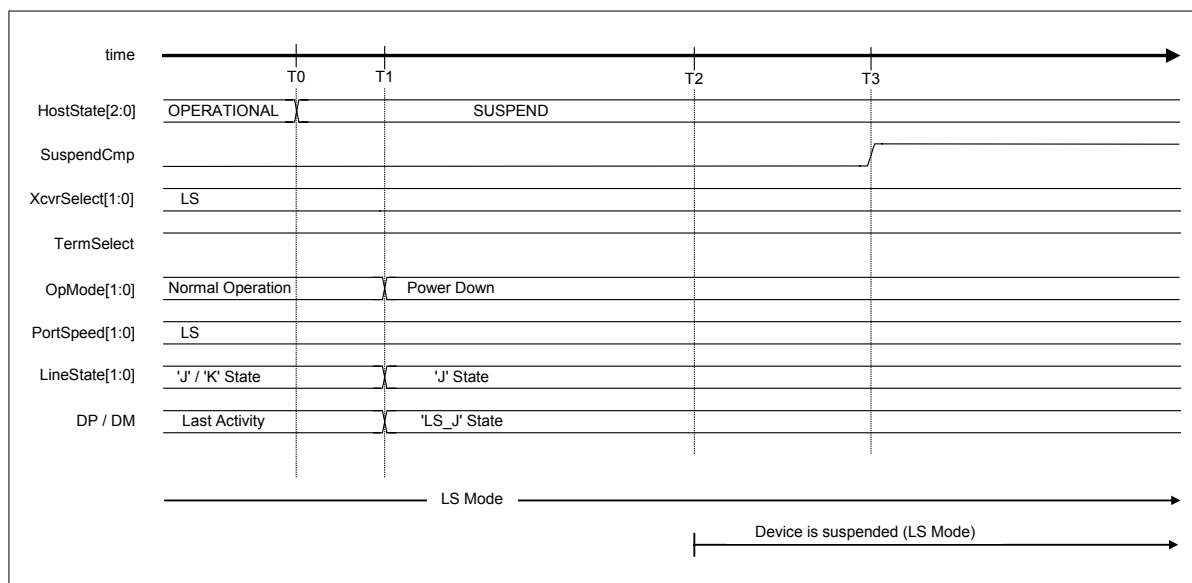 time
T0 T1 T2 T3
HostState[2:0] OPERATIONAL SUSPEND
SuspendCmp
XcvrSelect[1:0] LS
TermSelect
OpMode[1:0] Normal Operation Power Down
PortSpeed[1:0] LS
LineState[1:0] 'J' / 'K' State 'J' State
DP / DM Last Activity 'LS_J' State
LS Mode
Device is suspended (LS Mode)